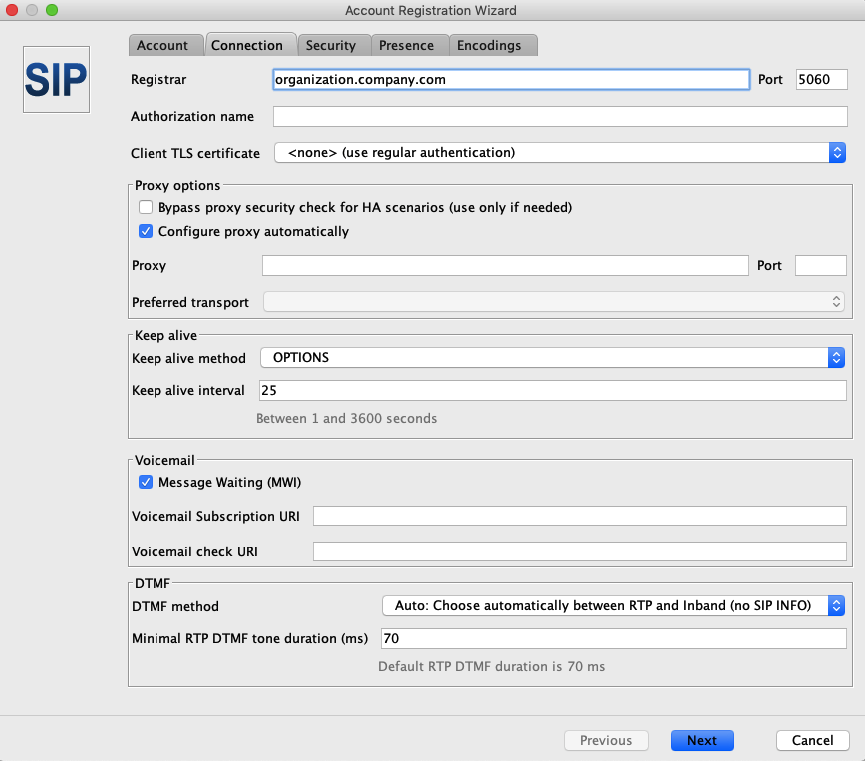 Account Registration Wizard
SIP
Account Connection Security Presence Encodings
Registrar organization.company.com Port 5060
Authorization name
Client TLS certificate <none> (use regular authentication)
Proxy options
Bypass proxy security check for HA scenarios (use only if needed)
Configure proxy automatically
Proxy Port
Preferred transport
Keep alive
Keep alive method OPTIONS
Keep alive interval 25
Between 1 and 3600 seconds
Voicemail
Message Waiting (MWI)
Voicemail Subscription URI
Voicemail check URI
DTMF
DTMF method Auto: Choose automatically between RTP and Inband (no SIP INFO)
Minimal RTP DTMF tone duration (ms) 70
Default RTP DTMF duration is 70 ms
Previous Next Cancel